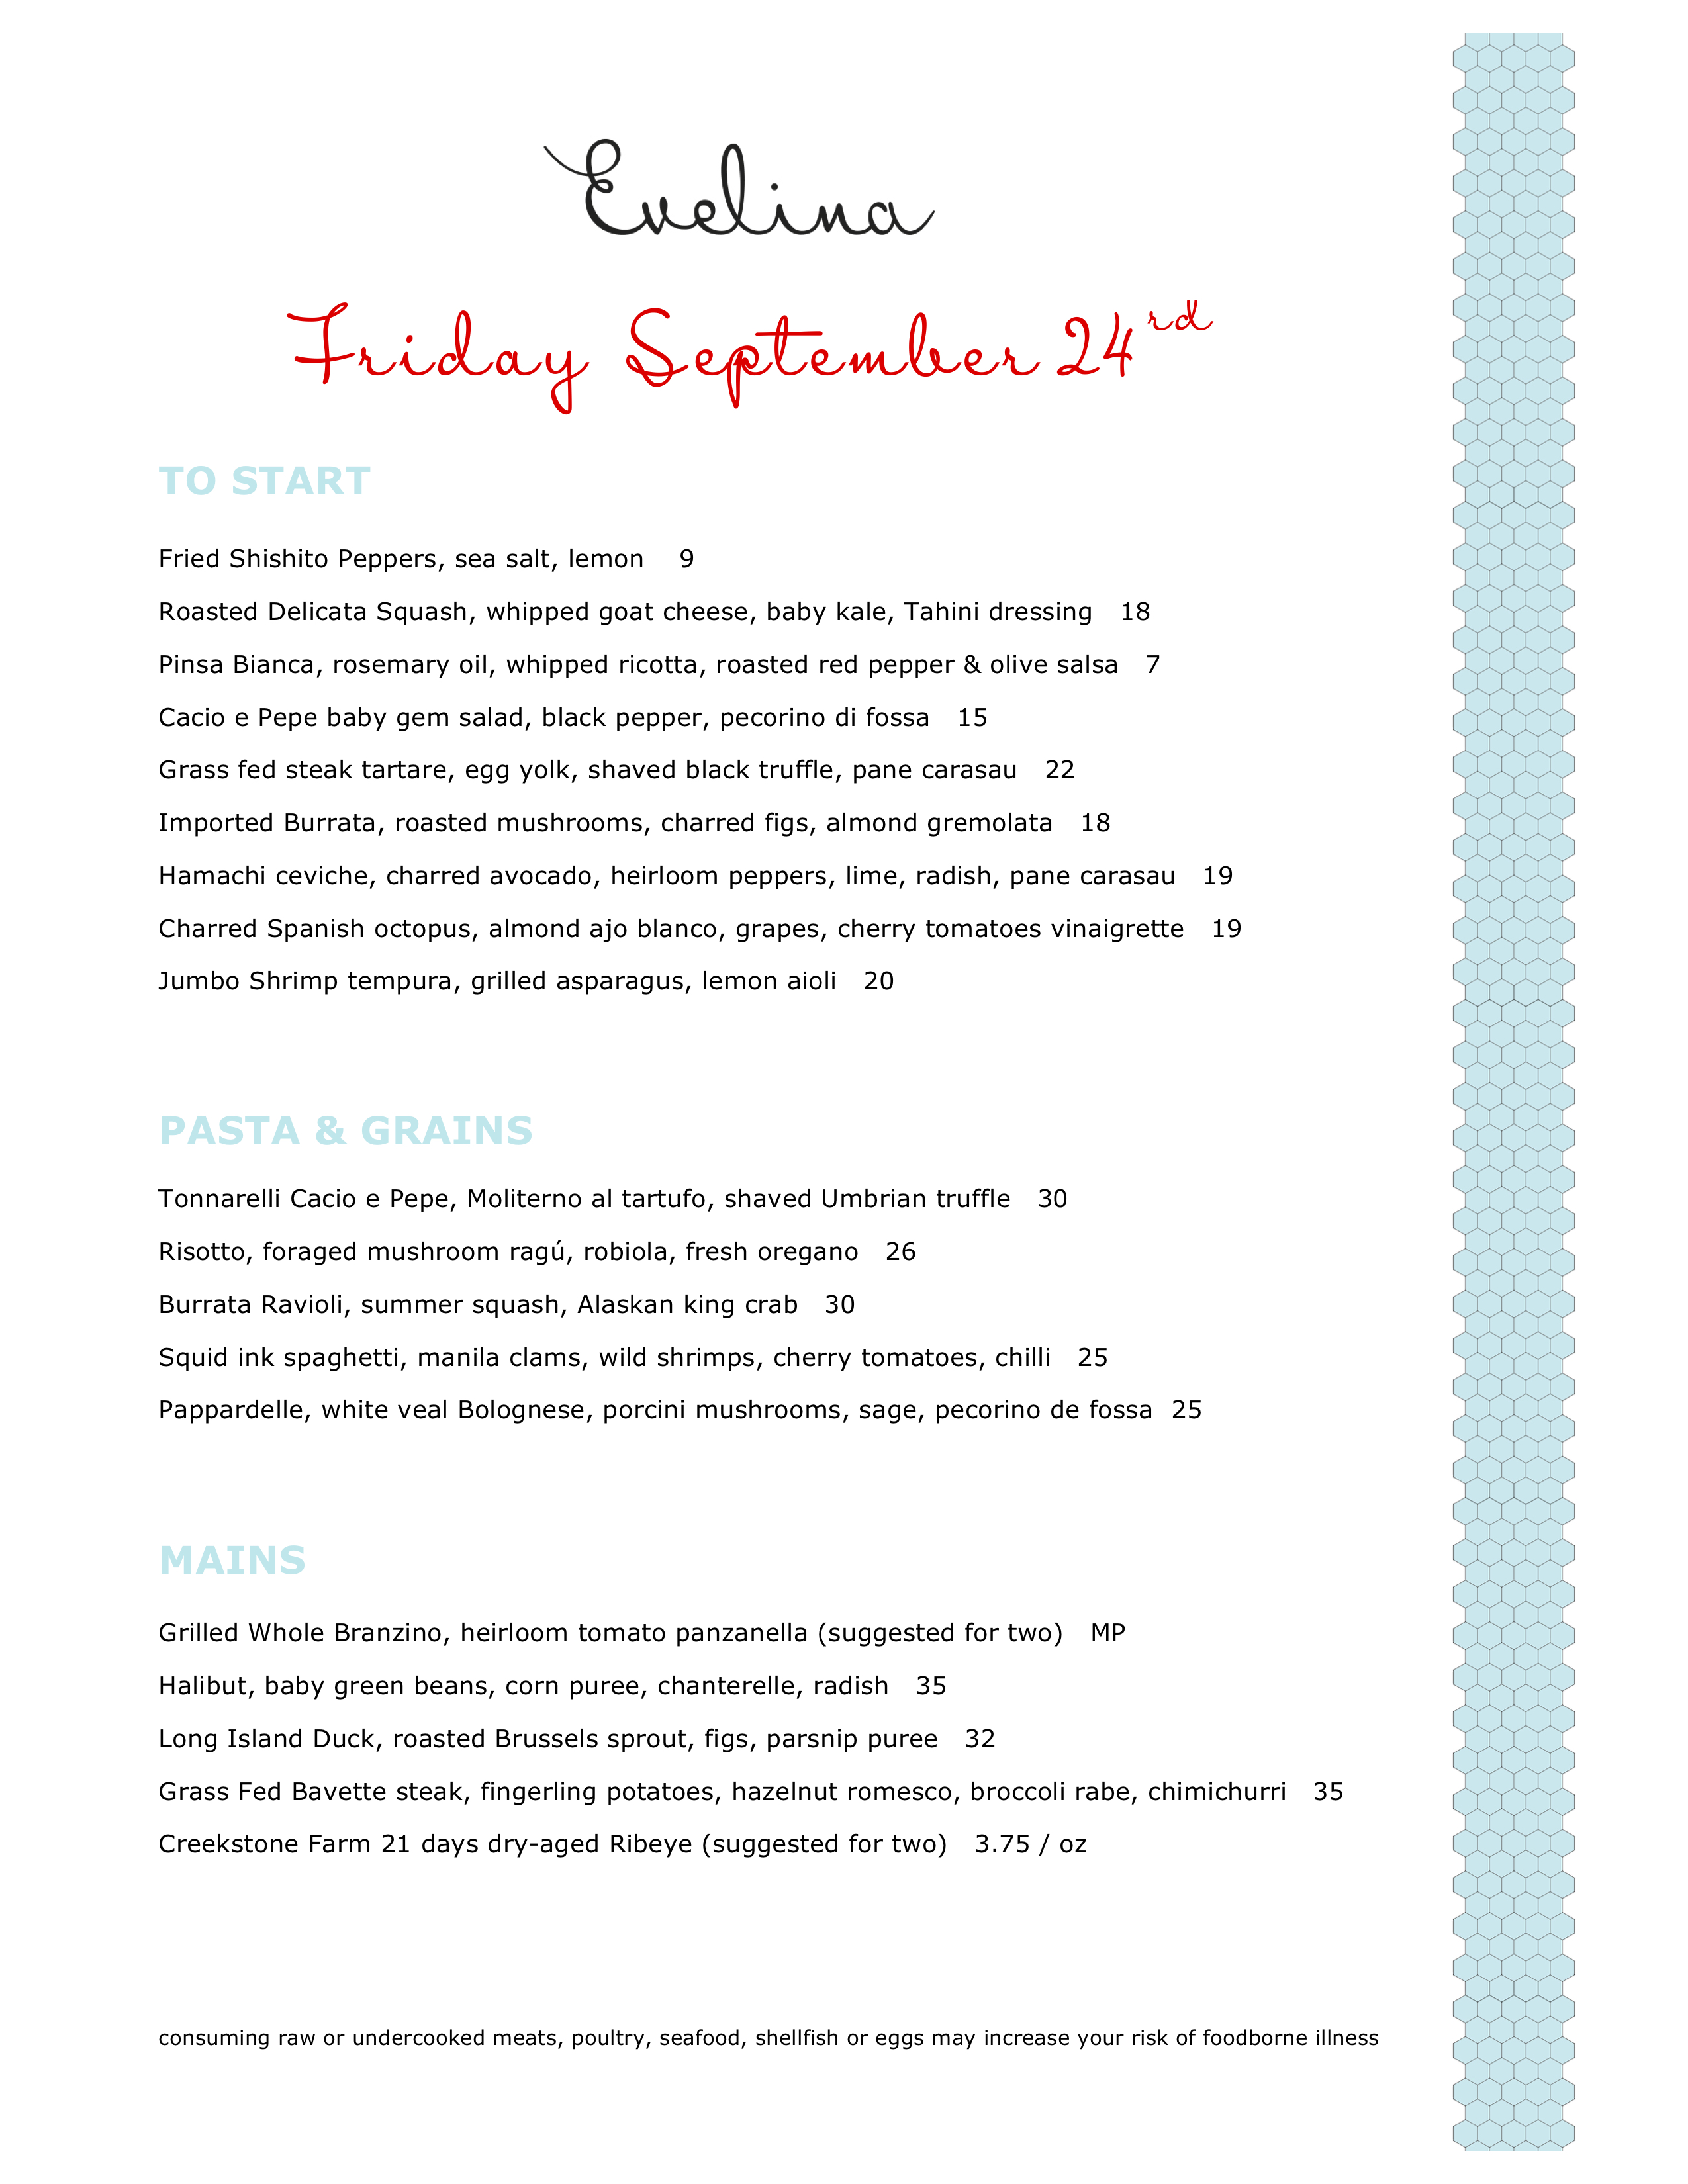 Evelina
Friday September 24rd
TO START
Fried Shishito Peppers, sea salt, lemon 9
Roasted Delicata Squash, whipped goat cheese, baby kale, Tahini dressing 18
Pinsa Bianca, rosemary oil, whipped ricotta, roasted red pepper & olive salsa 7
Cacio e Pepe baby gem salad, black pepper, pecorino di fossa 15
Grass fed steak tartare, egg yolk, shaved black truffle, pane carasau 22
Imported Burrata, roasted mushrooms, charred figs, almond gremolata 18
Hamachi ceviche, charred avocado, heirloom peppers, lime, radish, pane carasau 19
Charred Spanish octopus, almond ajo blanco, grapes, cherry tomatoes vinaigrette 19
Jumbo Shrimp tempura, grilled asparagus, lemon aioli 20
PASTA & GRAINS
Tonnarelli Cacio e Pepe, Moliterno al tartufo, shaved Umbrian truffle 30
Risotto, foraged mushroom ragú, robiola, fresh oregano 26
Burrata Ravioli, summer squash, Alaskan king crab 30
Squid ink spaghetti, manila clams, wild shrimps, cherry tomatoes, chilli 25
Pappardelle, white veal Bolognese, porcini mushrooms, sage, pecorino de fossa 25
MAINS
Grilled Whole Branzino, heirloom tomato panzanella (suggested for two) MP
Halibut, baby green beans, corn puree, chanterelle, radish 35
Long Island Duck, roasted Brussels sprout, figs, parsnip puree 32
Grass Fed Bavette steak, fingerling potatoes, hazelnut romesco, broccoli rabe, chimichurri 35
Creekstone Farm 21 days dry-aged Ribeye (suggested for two) 3.75 / oz
consuming raw or undercooked meats, poultry, seafood, shellfish or eggs may increase your risk of foodborne illness